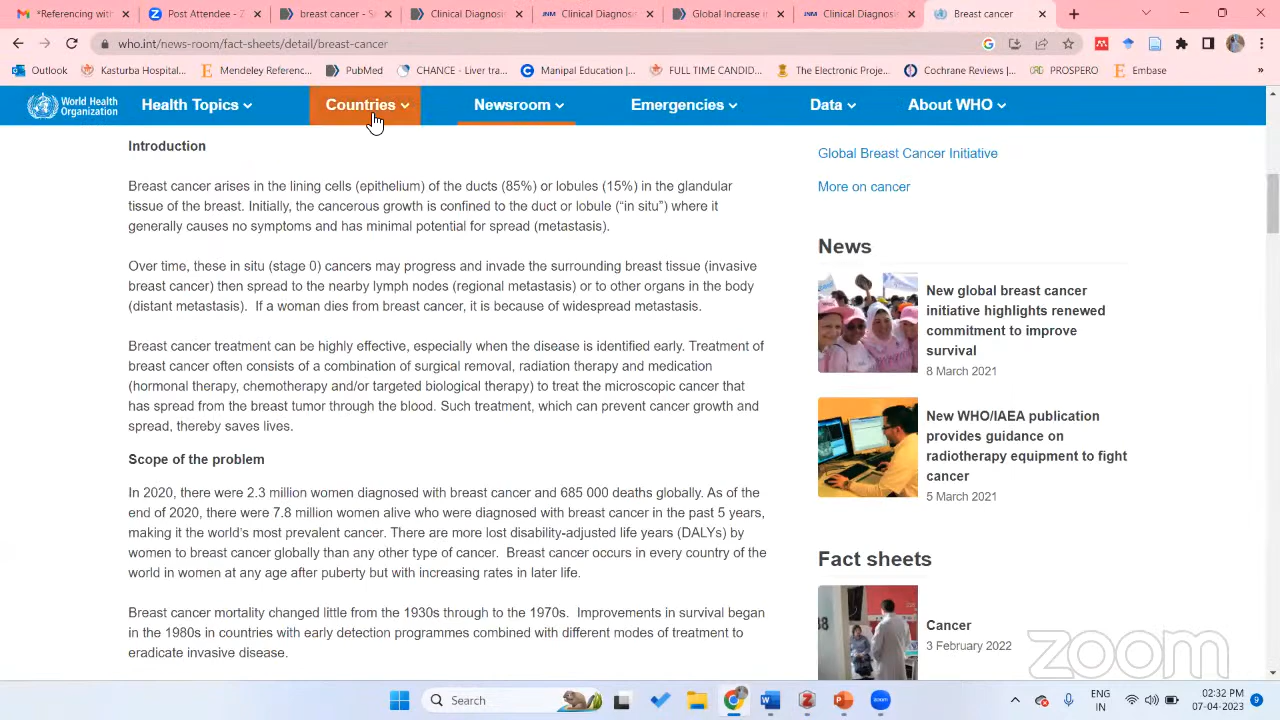 *Referencing wit
Post Attendee - Z
Breast cancer - S
Clinical Diagnosi
Clinical Diagnosi
Global increase i
Clinical Diagnosi
Breast cancer
who.int/news-room/fact-sheets/detail/breast-cancer
Outlook
Kasturba Hospital...
Mendeley Referenc...
PubMed
CHANCE - Liver tra...
Manipal Education |...
FULL TIME CANDID...
The Electronic Jour...
Cochrane Reviews |...
PROSPERO
Embase
»
World Health
Organization
Health Topics
Countries
Newsroom
Emergencies
Data
About WHO
Introduction
Breast cancer arises in the lining cells (epithelium) of the ducts (85%) or lobules (15%) in the glandular
tissue of the breast. Initially, the cancerous growth is confined to the duct or lobule (“in situ”) where it
generally causes no symptoms and has minimal potential for spread (metastasis).
Over time, these in situ (stage 0) cancers may progress and invade the surrounding breast tissue (invasive
breast cancer) then spread to the nearby lymph nodes (regional metastasis) or to other organs in the body
(distant metastasis). If a woman dies from breast cancer, it is because of widespread metastasis.
Breast cancer treatment can be highly effective, especially when the disease is identified early. Treatment of
breast cancer often consists of a combination of surgical removal, radiation therapy and medication
(hormonal therapy, chemotherapy and/or targeted biological therapy) to treat the microscopic cancer that
has spread from the breast tumor through the blood. Such treatment, which can prevent cancer growth and
spread, thereby saves lives.
Scope of the problem
In 2020, there were 2.3 million women diagnosed with breast cancer and 685 000 deaths globally. As of the
end of 2020, there were 7.8 million women alive who were diagnosed with breast cancer in the past 5 years,
making it the world’s most prevalent cancer. There are more lost disability-adjusted life years (DALYs) by
women to breast cancer globally than any other type of cancer. Breast cancer occurs in every country of the
world in women at any age after puberty but with increasing rates in later life.
Breast cancer mortality changed little from the 1930s through to the 1970s. Improvements in survival began
in the 1980s in countries with early detection programmes combined with different modes of treatment to
eradicate invasive disease.
Global Breast Cancer Initiative
More on cancer
News
New global breast cancer
initiative highlights renewed
commitment to improve
survival
8 March 2021
New WHO/IAEA publication
provides guidance on
radiotherapy equipment to fight
cancer
5 March 2021
Fact sheets
Cancer
3 February 2022
zoom
Search
ENG
IN
02:32 PM
07-04-2023
9